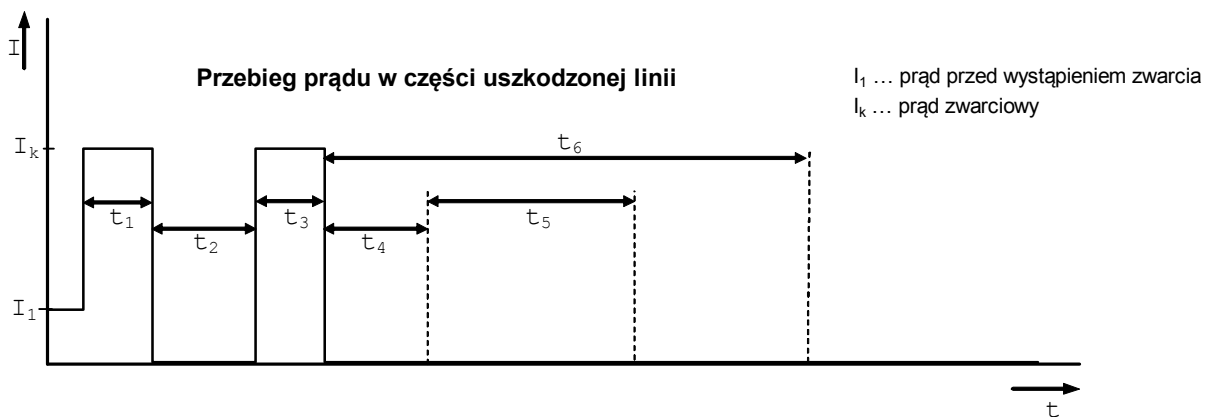 I
Przebieg prądu w części uszkodzonej linii
I₁ ... prąd przed wystąpieniem zwarcia
Iₖ ... prąd zwarciowy
Iₖ
t₆
t₁
t₂
t₃
t₄
t₅
I₁
t